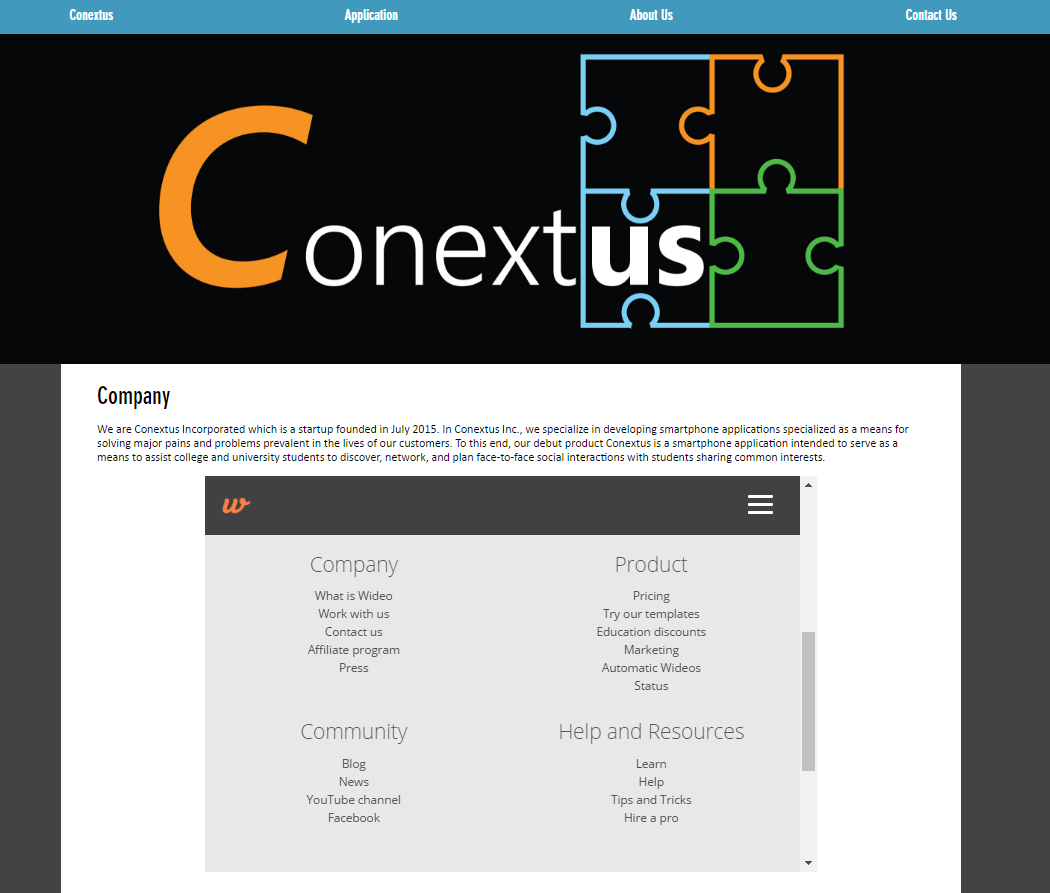 Conextus Application About Us Contact Us
Conextus
Company
We are Conextus Incorporated which is a startup founded in July 2015. In Conextus Inc., we specialize in developing smartphone applications specialized as a means for
solving major pains and problems prevalent in the lives of our customers. To this end, our debut product Conextus is a smartphone application intended to serve as a
means to assist college and university students to discover, network, and plan face-to-face social interactions with students sharing common interests.
w
Company
What is Wideo
Work with us
Contact us
Affiliate program
Press
Product
Pricing
Try our templates
Education discounts
Marketing
Automatic Wideos
Status
Community
Blog
News
YouTube channel
Facebook
Help and Resources
Learn
Help
Tips and Tricks
Hire a pro